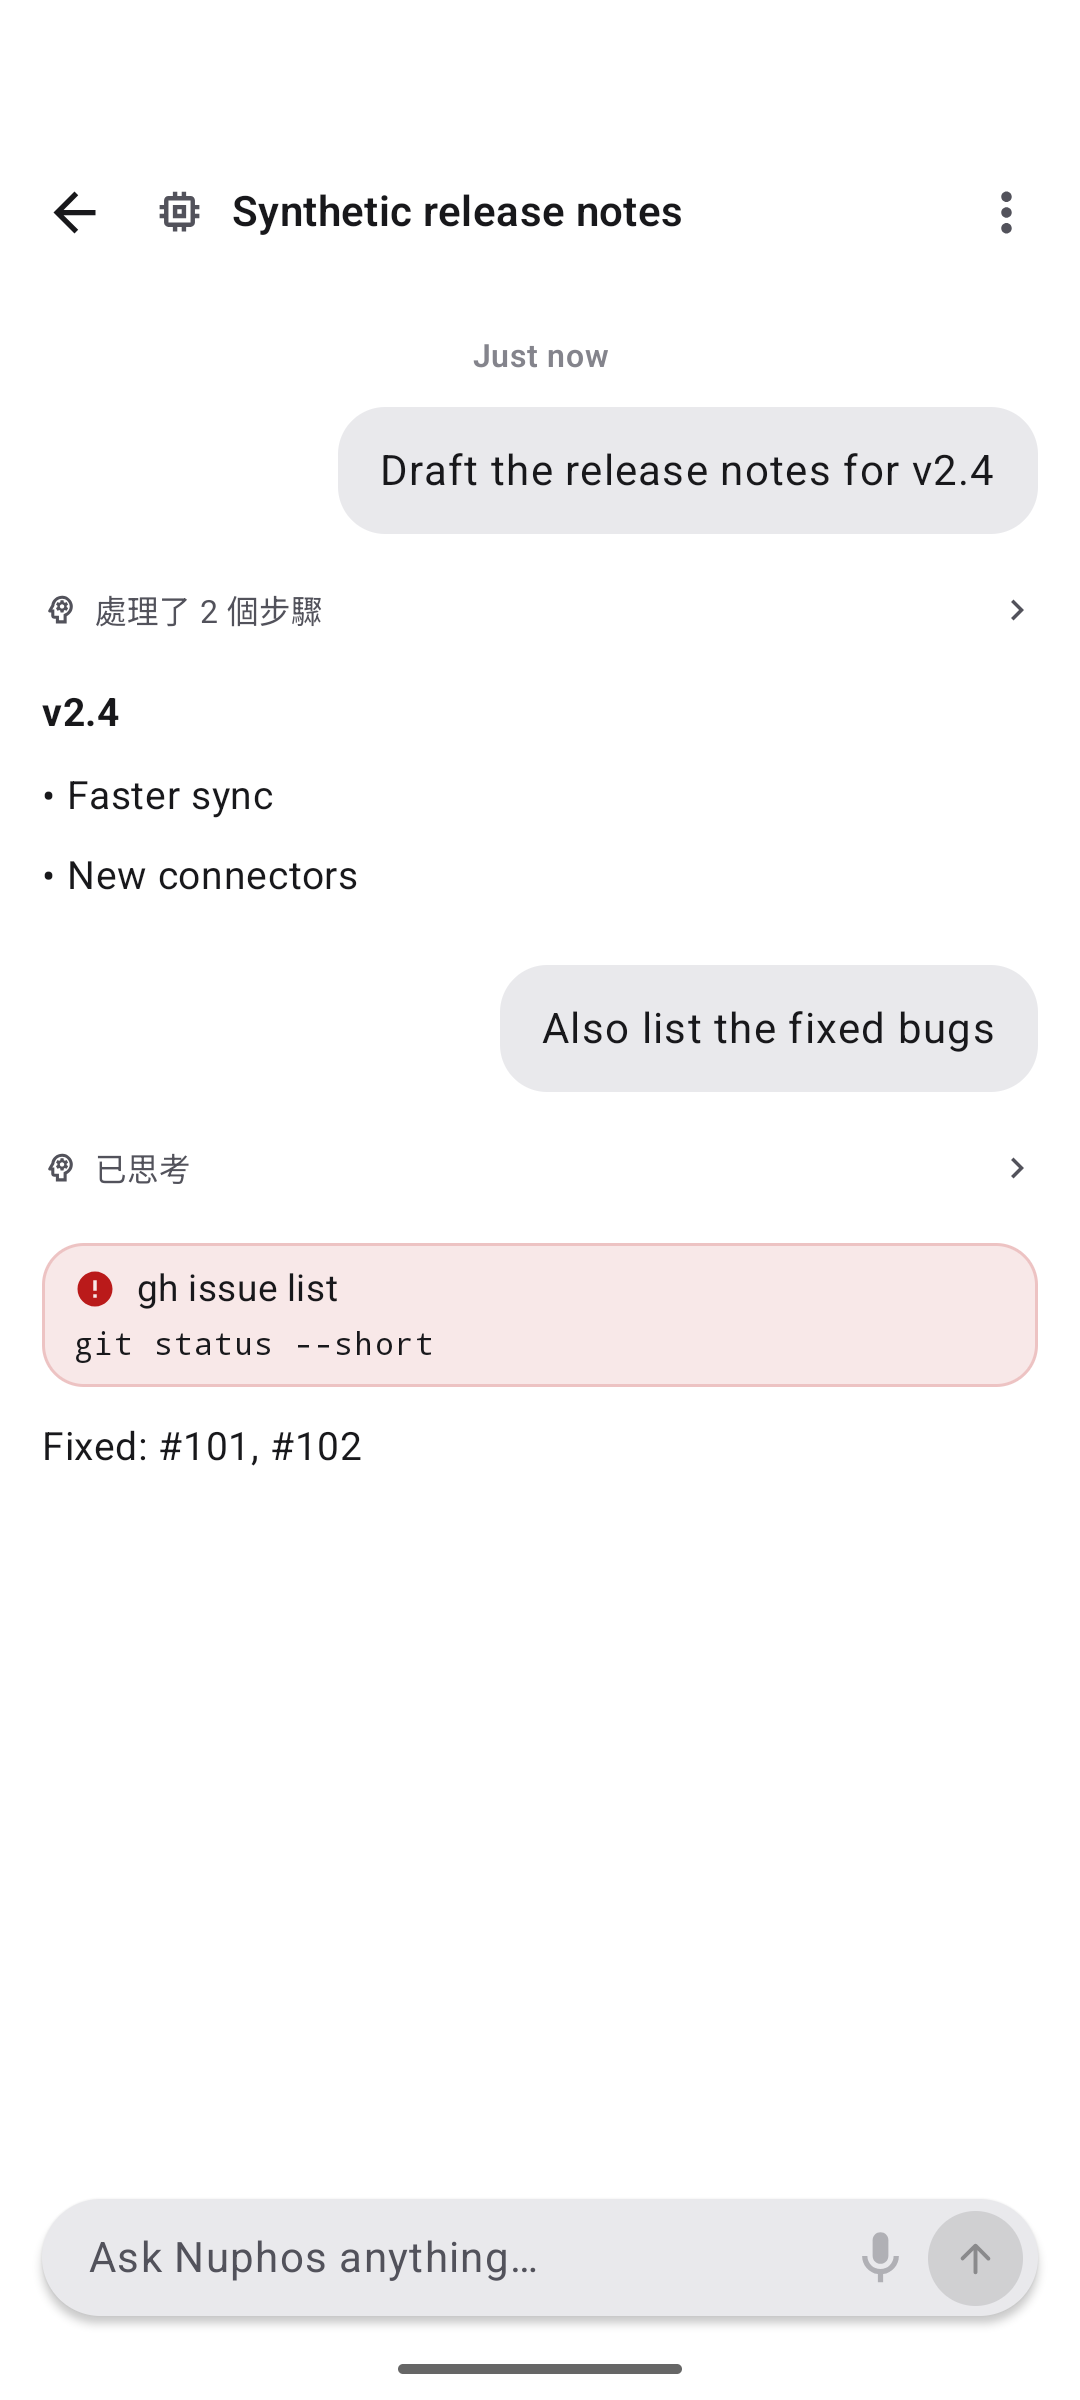 Synthetic release notes
Just now
Draft the release notes for v2.4
處理了 2 個步驟
v2.4
• Faster sync
• New connectors
Also list the fixed bugs
已思考
gh issue list
git status --short
Fixed: #101, #102
Ask Nuphos anything…